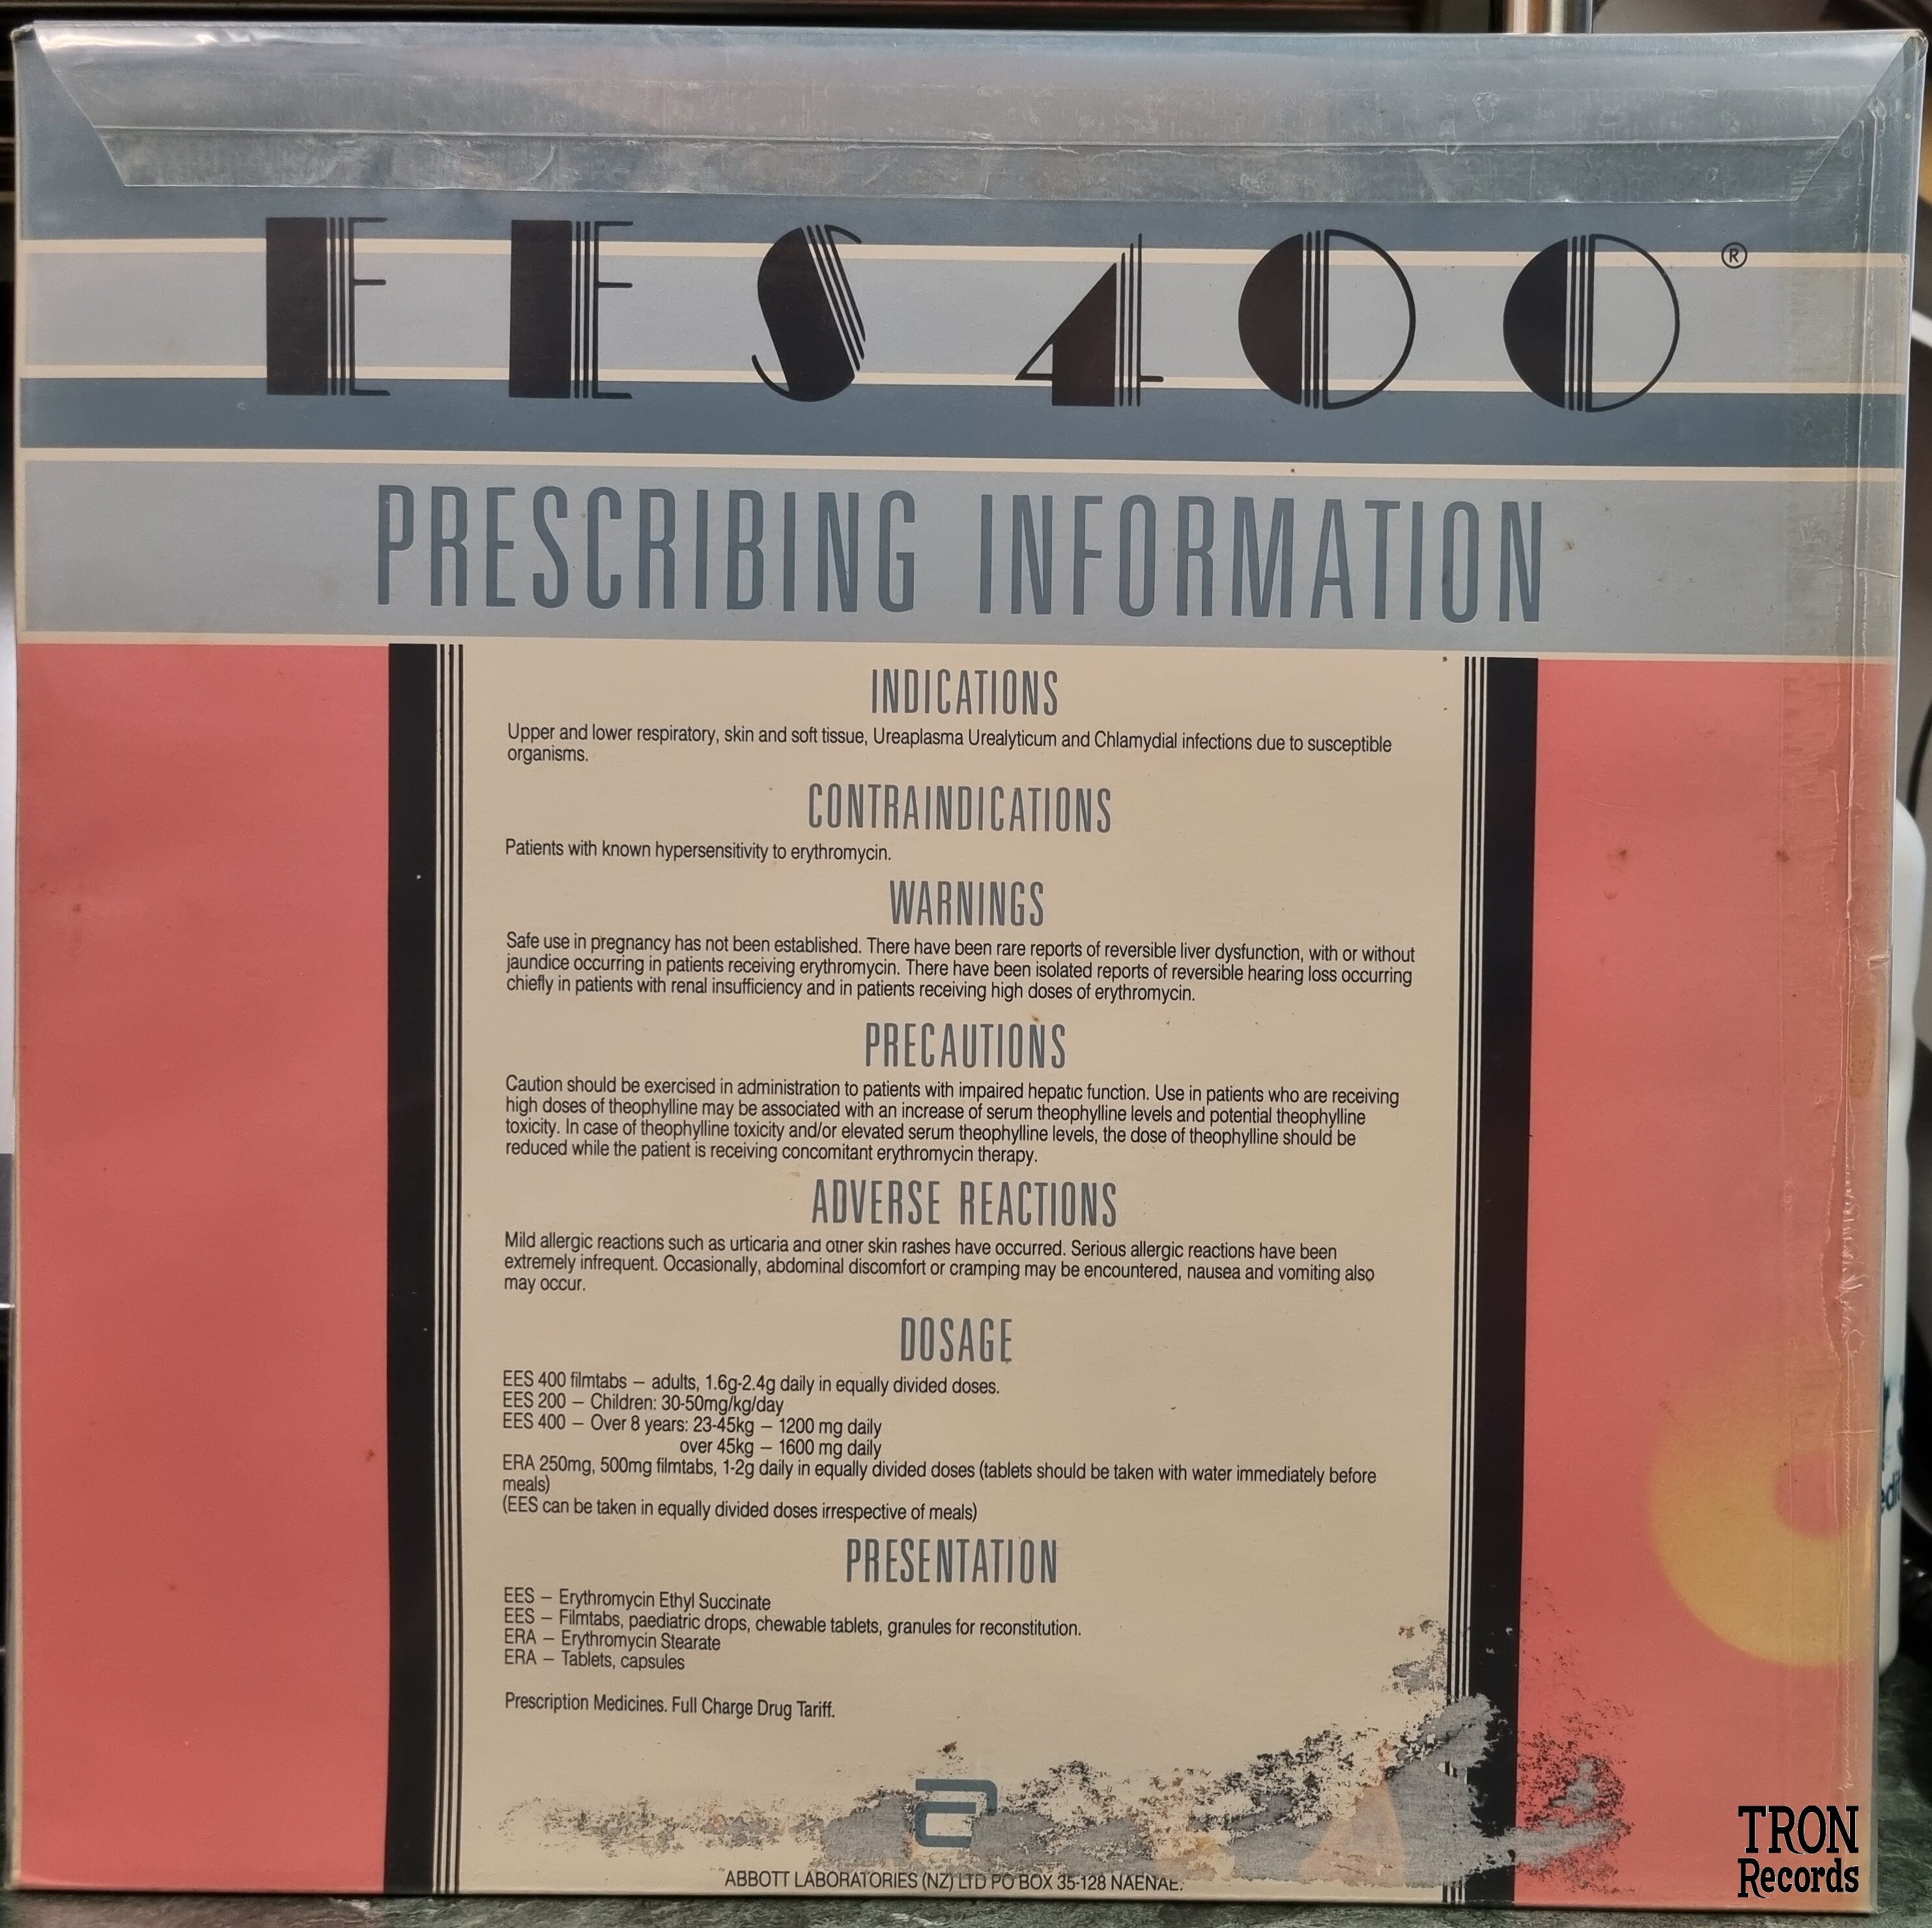 EES 400®
PRESCRIBING INFORMATION
INDICATIONS
Upper and lower respiratory, skin and soft tissue, Ureaplasma Urealyticum and Chlamydial infections due to susceptible
organisms.
CONTRAINDICATIONS
Patients with known hypersensitivity to erythromycin.
WARNINGS
Safe use in pregnancy has not been established. There have been rare reports of reversible liver dysfunction, with or without
jaundice occurring in patients receiving erythromycin. There have been isolated reports of reversible hearing loss occurring
chiefly in patients with renal insufficiency and in patients receiving high doses of erythromycin.
PRECAUTIONS
Caution should be exercised in administration to patients with impaired hepatic function. Use in patients who are receiving
high doses of theophylline may be associated with an increase of serum theophylline levels and potential theophylline
toxicity. In case of theophylline toxicity and/or elevated serum theophylline levels, the dose of theophylline should be
reduced while the patient is receiving concomitant erythromycin therapy.
ADVERSE REACTIONS
Mild allergic reactions such as urticaria and other skin rashes have occurred. Serious allergic reactions have been
extremely infrequent. Occasionally, abdominal discomfort or cramping may be encountered, nausea and vomiting also
may occur.
DOSAGE
EES 400 filmtabs — adults, 1.6g-2.4g daily in equally divided doses.
EES 200 — Children: 30-50mg/kg/day
EES 400 — Over 8 years: 23-45kg — 1200 mg daily
over 45kg — 1600 mg daily
ERA 250mg, 500mg filmtabs, 1-2g daily in equally divided doses (tablets should be taken with water immediately before
meals)
(EES can be taken in equally divided doses irrespective of meals)
PRESENTATION
EES — Erythromycin Ethyl Succinate
EES — Filmtabs, paediatric drops, chewable tablets, granules for reconstitution.
ERA — Erythromycin Stearate
ERA — Tablets, capsules
Prescription Medicines. Full Charge Drug Tariff.
ABBOTT LABORATORIES (NZ) LTD PO BOX 35-128 NAENAE.
TRON
Records